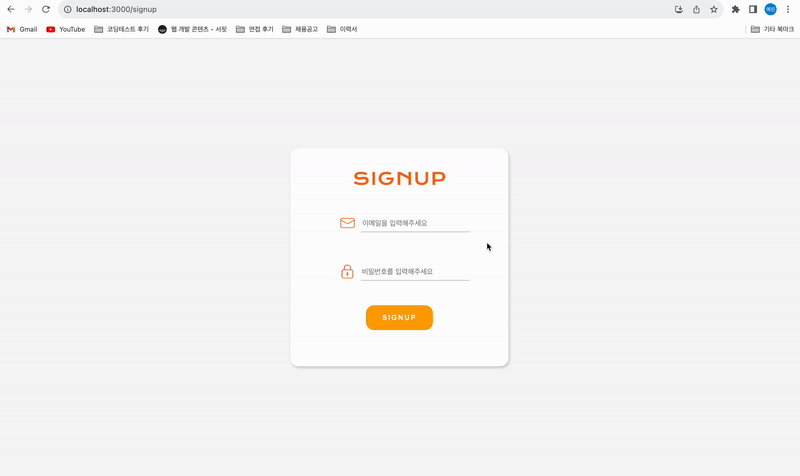 localhost:3000/signup
Gmail YouTube 코딩테스트 후기 웹 개발 콘텐츠 - 서핏 면접 후기 채용공고 이력서 기타 북마크
SIGNUP
이메일을 입력해주세요
비밀번호를 입력해주세요
SIGNUP